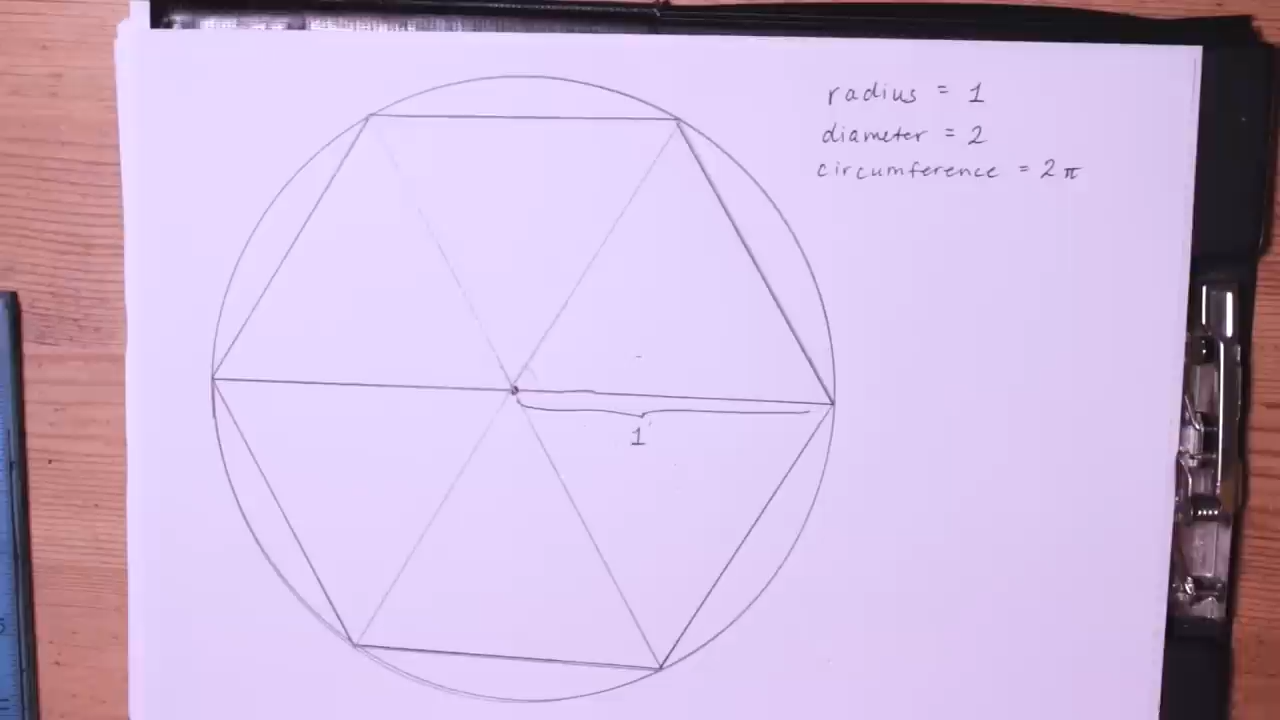 radius = 1
diameter = 2
circumference = 2π
1